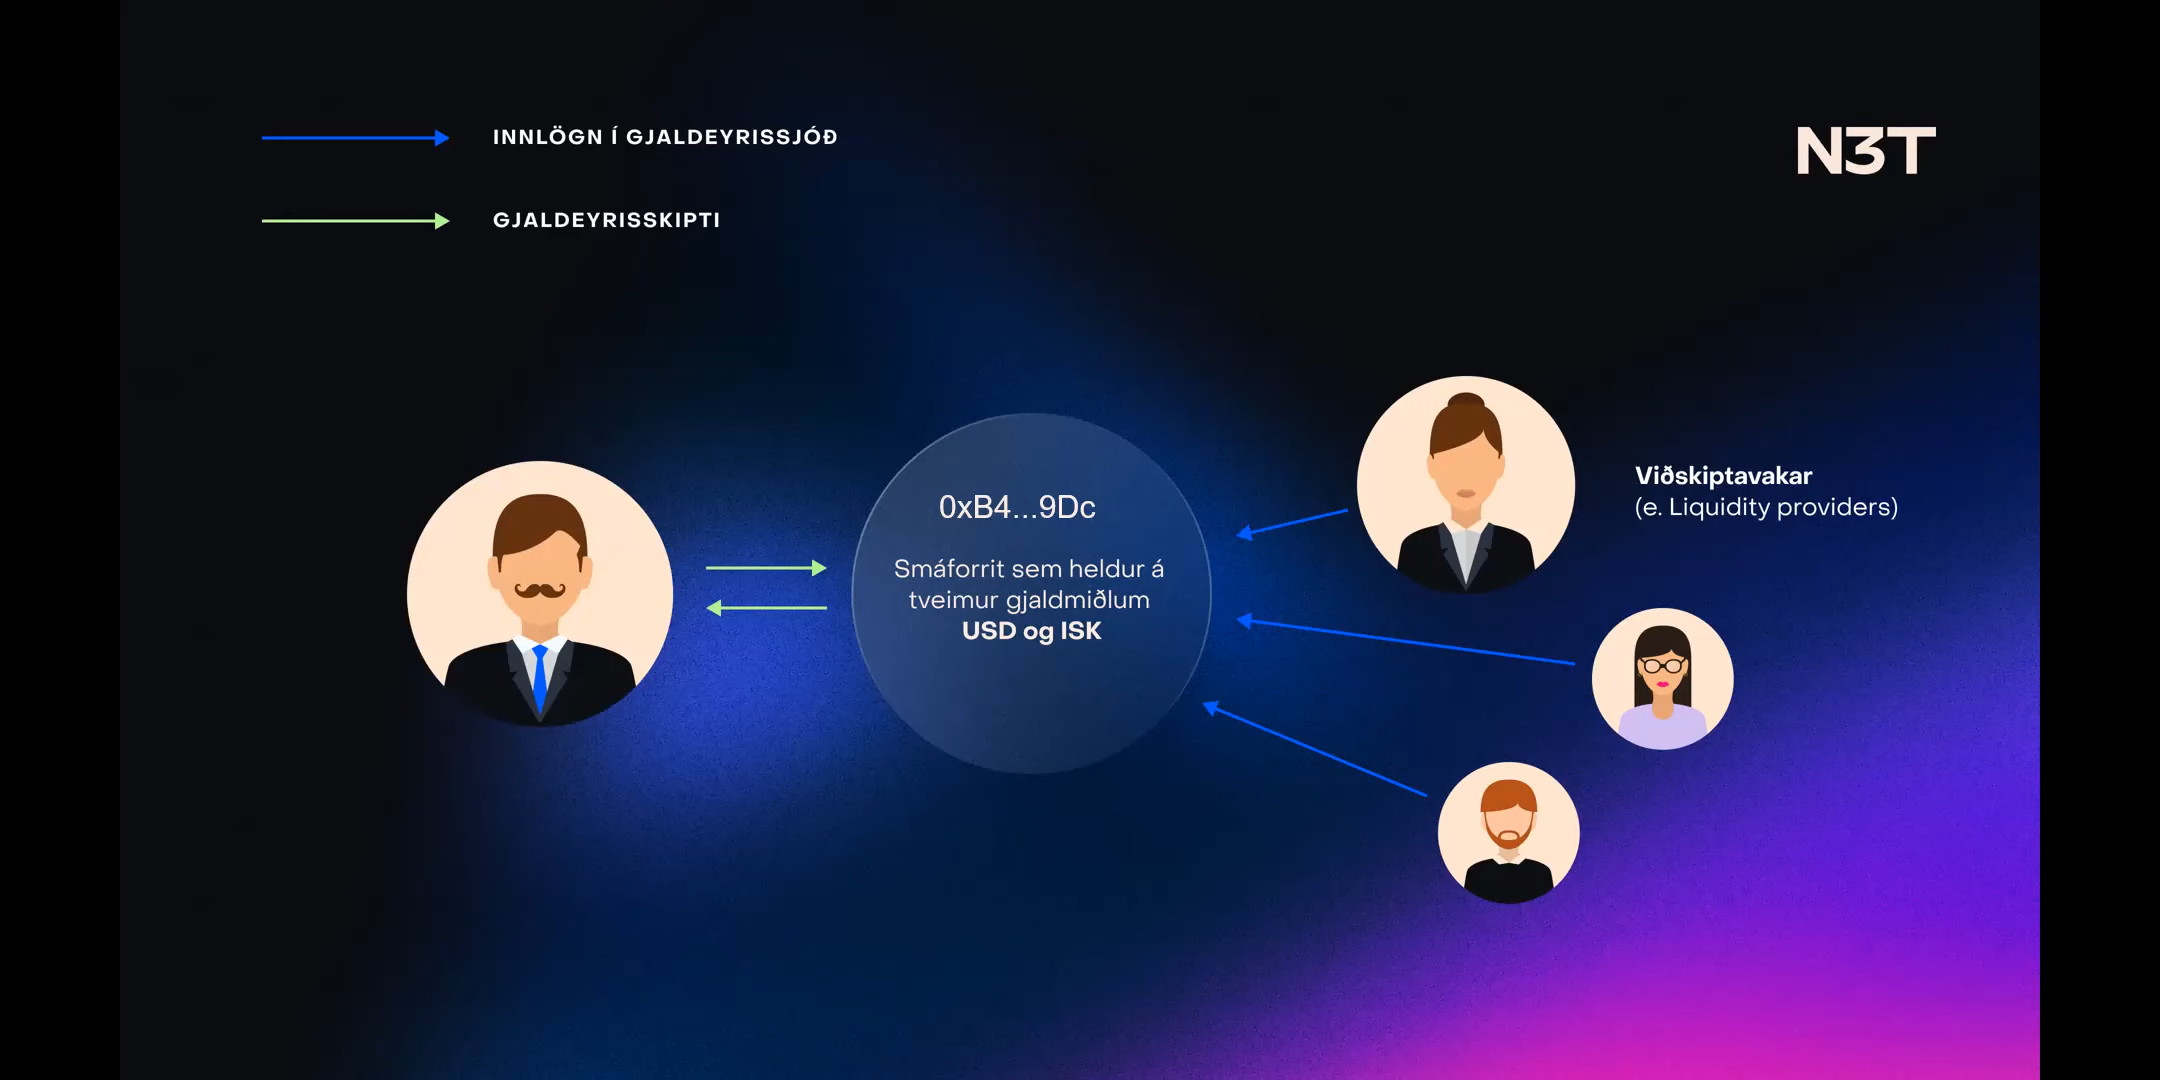 INNLÖGN Í GJALDEYRISSJÓÐ
N3T
GJALDEYRISSKIPTI
0xB4...9Dc
Smáforrit sem heldur á
tveimur gjaldmiðlum
USD og ISK
Viðskiptavakar
(e. Liquidity providers)